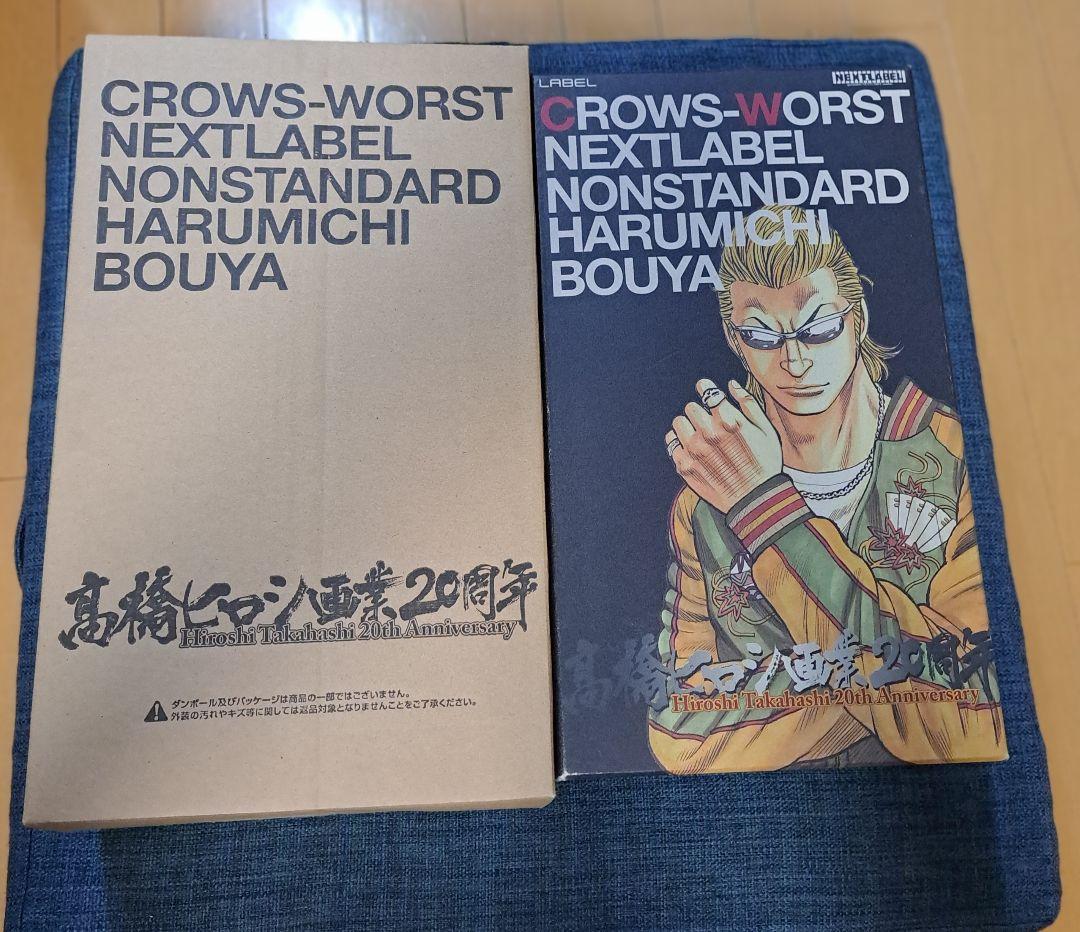 CROWS-WORST
NEXTLABEL
NONSTANDARD
HARUMICHI
BOUYA
髙橋ヒロシ画業20周年
Hiroshi Takahashi 20th Anniversary
ダンボール及びパッケージは商品の一部ではございません。
外装の汚れやキズ等に関しては返品対象となりませんことをご了承ください。
LABEL
NEXTLABEL
CROWS-WORST
NEXTLABEL
NONSTANDARD
HARUMICHI
BOUYA
髙橋ヒロシ画業20周年
Hiroshi Takahashi 20th Anniversary